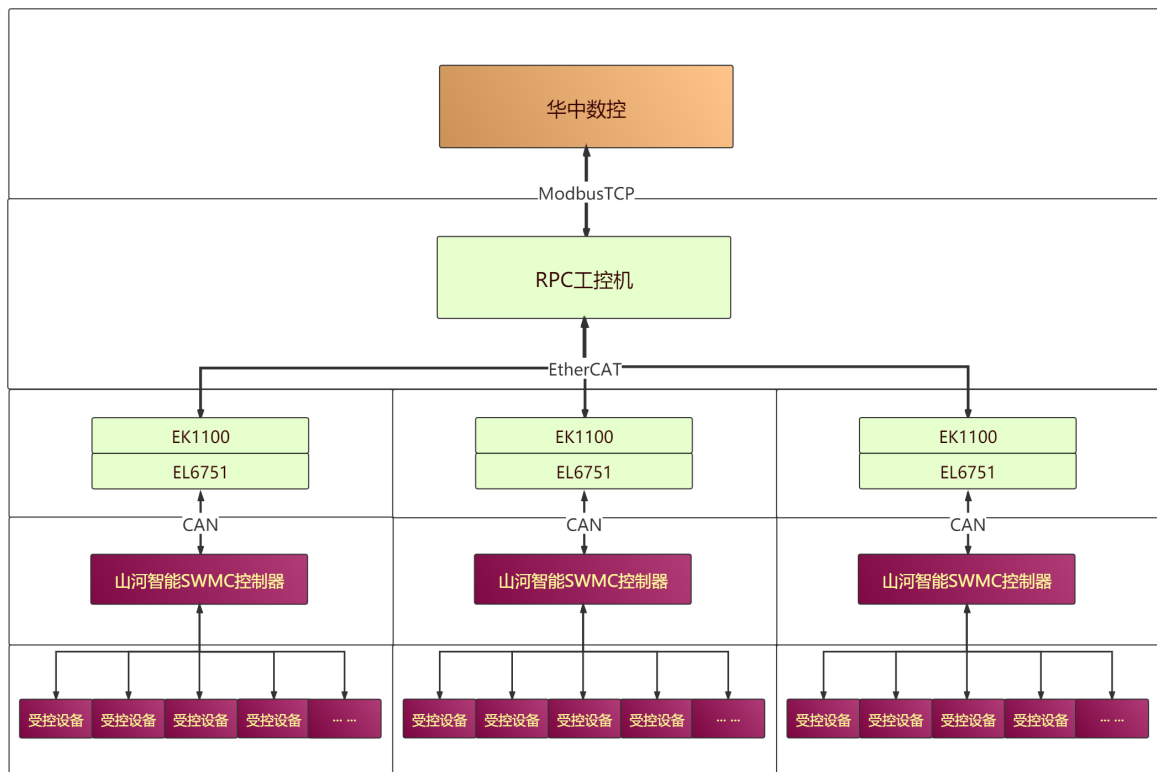 华中数控
ModbusTCP
RPC工控机
EtherCAT
EK1100
EL6751
EK1100
EL6751
EK1100
EL6751
CAN
CAN
CAN
山河智能SWMC控制器
山河智能SWMC控制器
山河智能SWMC控制器
受控设备
受控设备
受控设备
受控设备
... ...
受控设备
受控设备
受控设备
受控设备
... ...
受控设备
受控设备
受控设备
受控设备
... ...